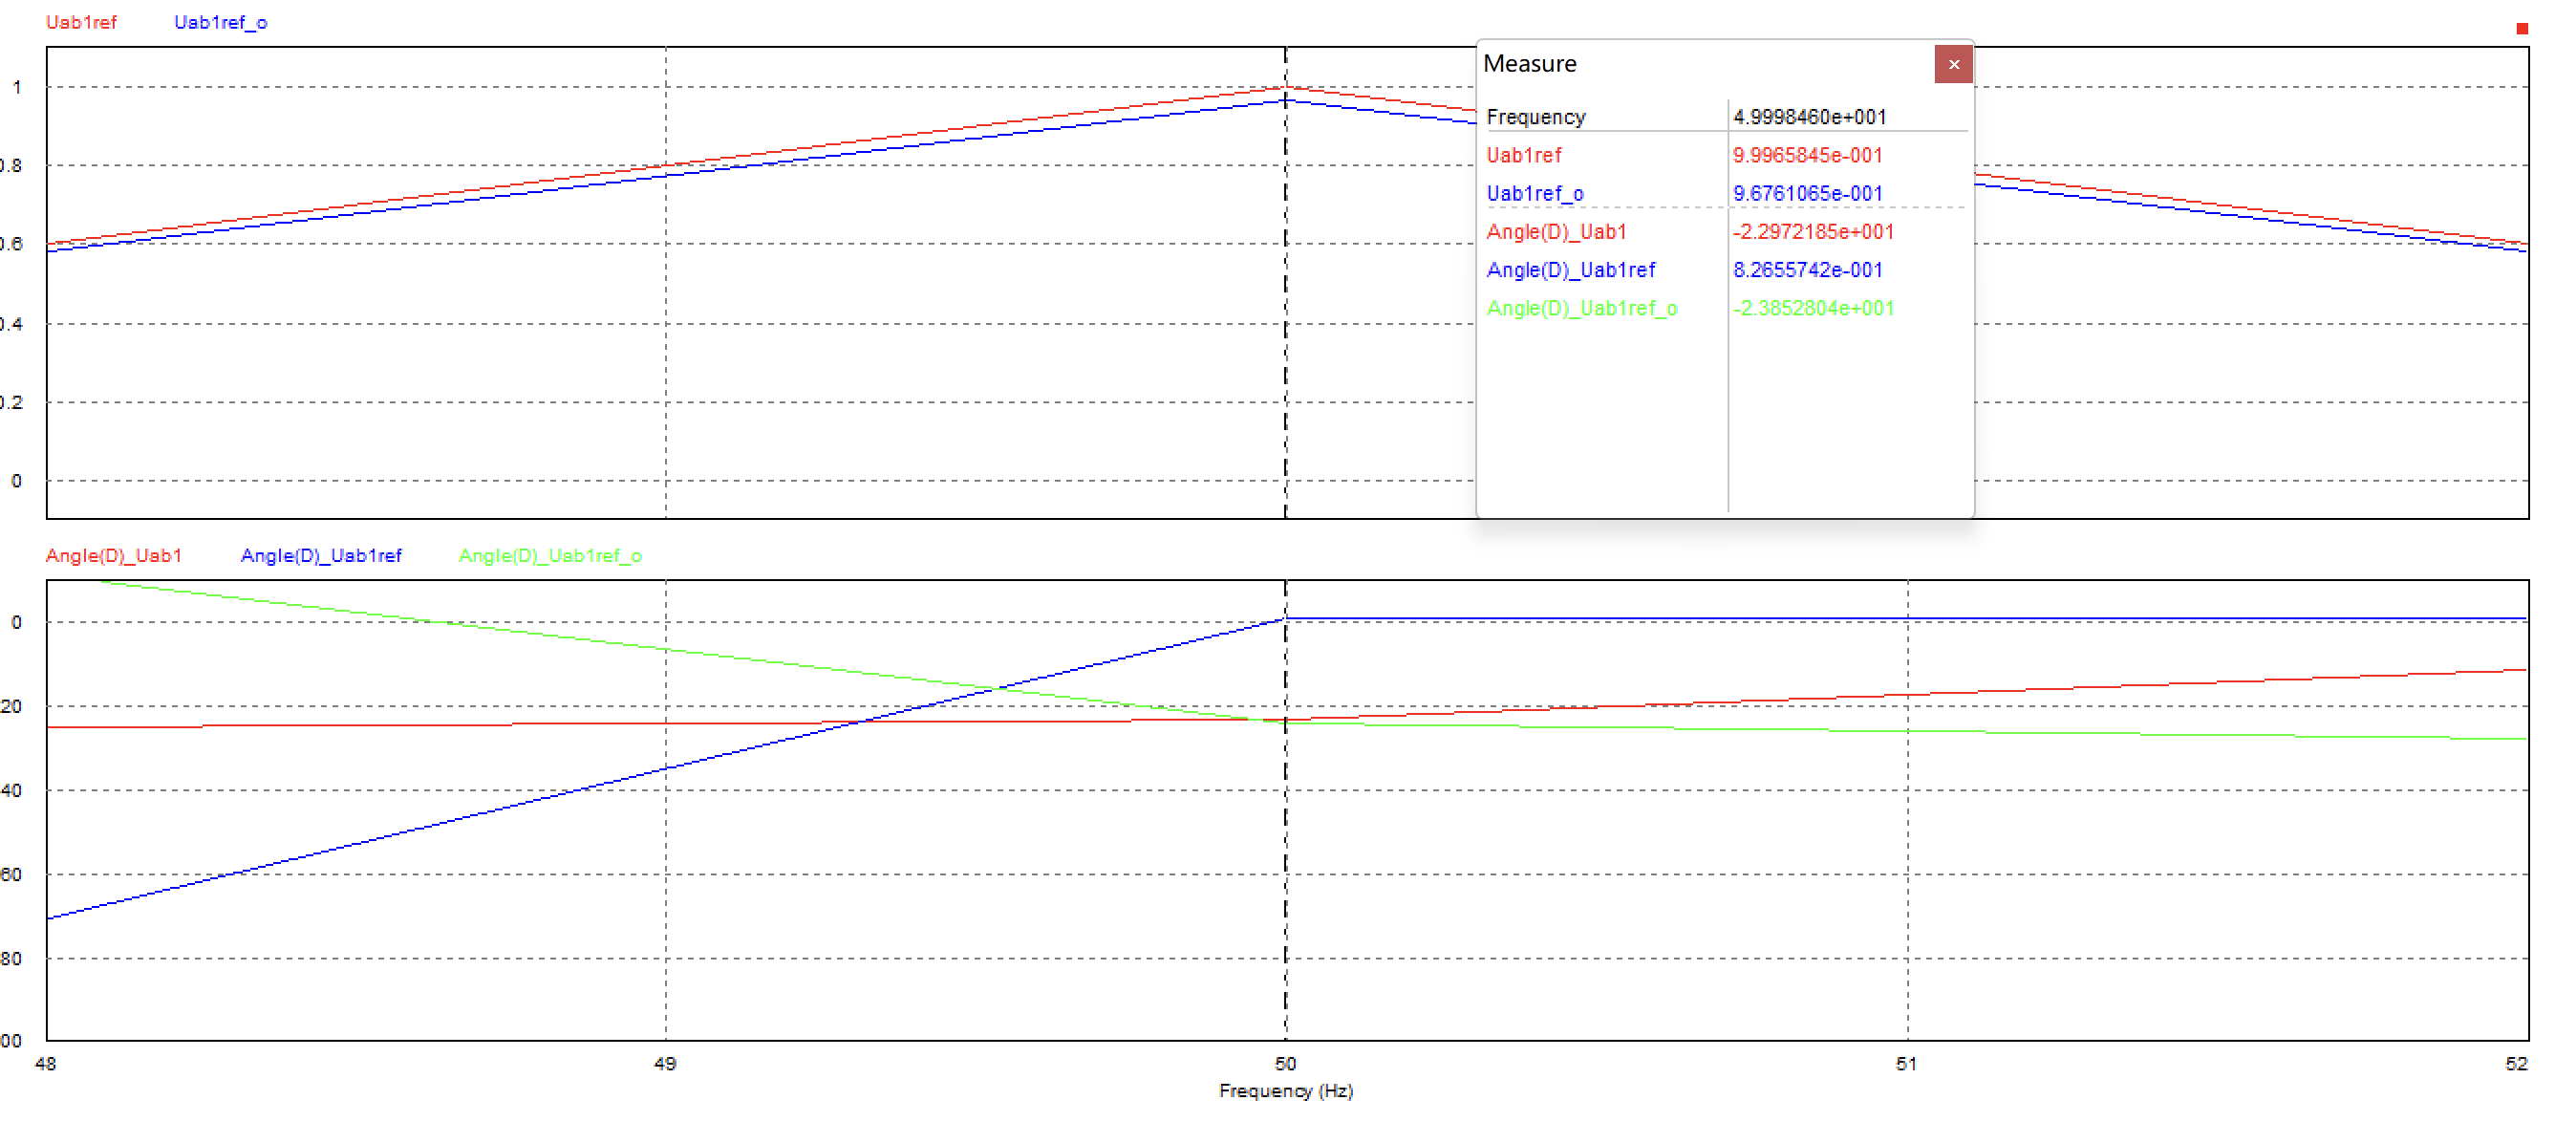 Uab1ref Uab1ref_o
Measure
Frequency 4.9998460e+001
Uab1ref 9.9965845e-001
Uab1ref_o 9.6761065e-001
Angle(D)_Uab1 -2.2972185e+001
Angle(D)_Uab1ref 8.2655742e-001
Angle(D)_Uab1ref_o -2.3852804e+001
1
0.8
0.6
0.4
0.2
0
Angle(D)_Uab1 Angle(D)_Uab1ref Angle(D)_Uab1ref_o
0
20
40
60
80
00
48 49 50 51 52
Frequency (Hz)